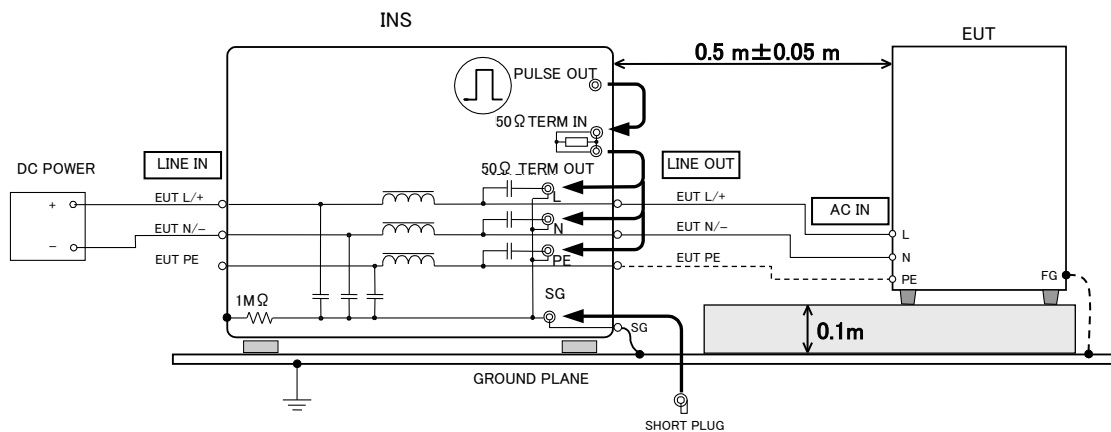 INS
EUT
0.5 m±0.05 m
PULSE OUT
50Ω TERM IN
DC POWER
LINE IN
50Ω TERM OUT
LINE OUT
+
EUT L/+
L
EUT L/+
AC IN
−
EUT N/−
N
EUT N/−
L
N
EUT PE
PE
EUT PE
PE
FG
1MΩ
SG
SG
0.1m
GROUND PLANE
SHORT PLUG